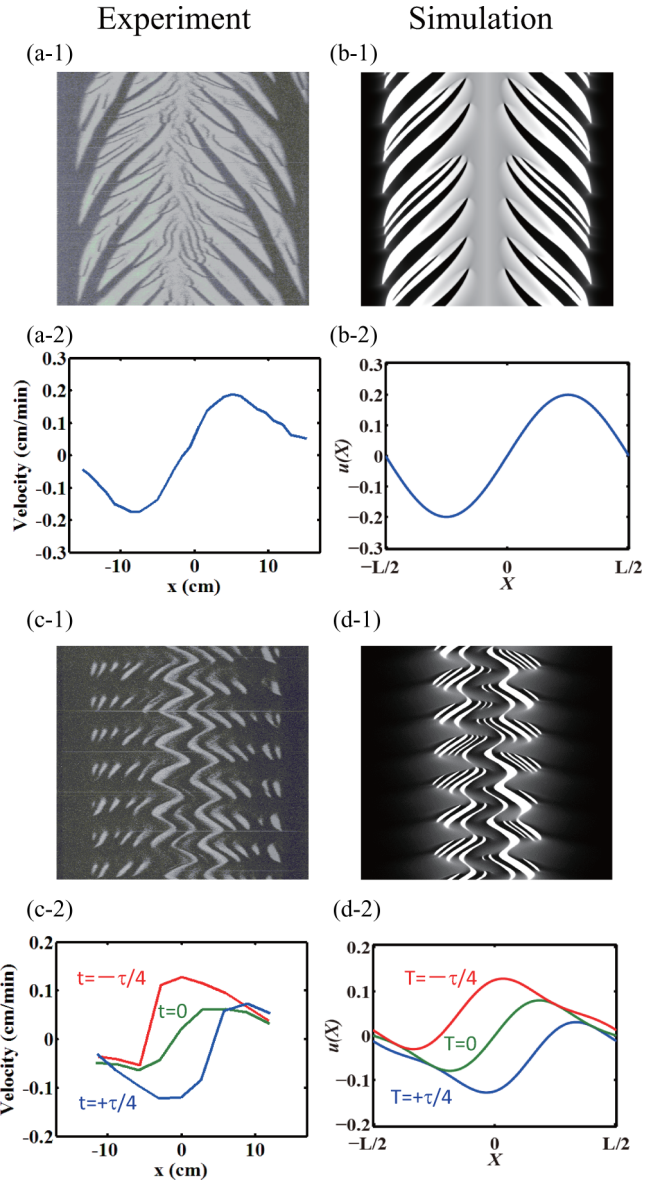 Experiment Simulation
(a-1) (b-1)
(a-2) (b-2)
0.3
0.2
0.1
0
-0.1
-0.2
-0.3
Velocity (cm/min)
-10 0 10
x (cm)
0.3
0.2
0.1
0
-0.1
-0.2
-0.3
u(X)
−L/2 0 L/2
X
(c-1) (d-1)
(c-2) (d-2)
0.2
0.1
0
-0.1
-0.2
Velocity (cm/min)
t=−τ/4
t=0
t=+τ/4
-10 0 10
x (cm)
0.2
0.1
0
-0.1
-0.2
u(X)
T=−τ/4
T=0
T=+τ/4
−L/2 0 L/2
X